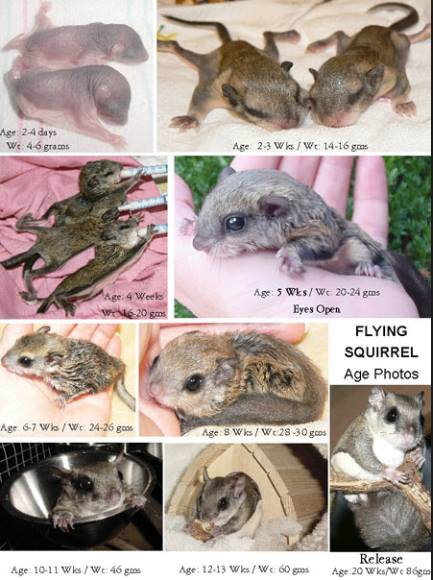 Age: 2-4 days
Wt: 4-6 grams
Age: 2-3 Wks / Wt: 14-16 gms
Age: 4 Weeks
Wt: 16-20 gms
Age: 5 Wks / Wt: 20-24 gms
Eyes Open
FLYING
SQUIRREL
Age Photos
Age: 6-7 Wks / Wt: 24-26 gms
Age: 8 Wks / Wt:28 -30 gms
Age: 10-11 Wks / Wt: 46 gms
Age: 12-13 Wks / Wt: 60 gms
Release
Age:20 Wks/Wt 86gms